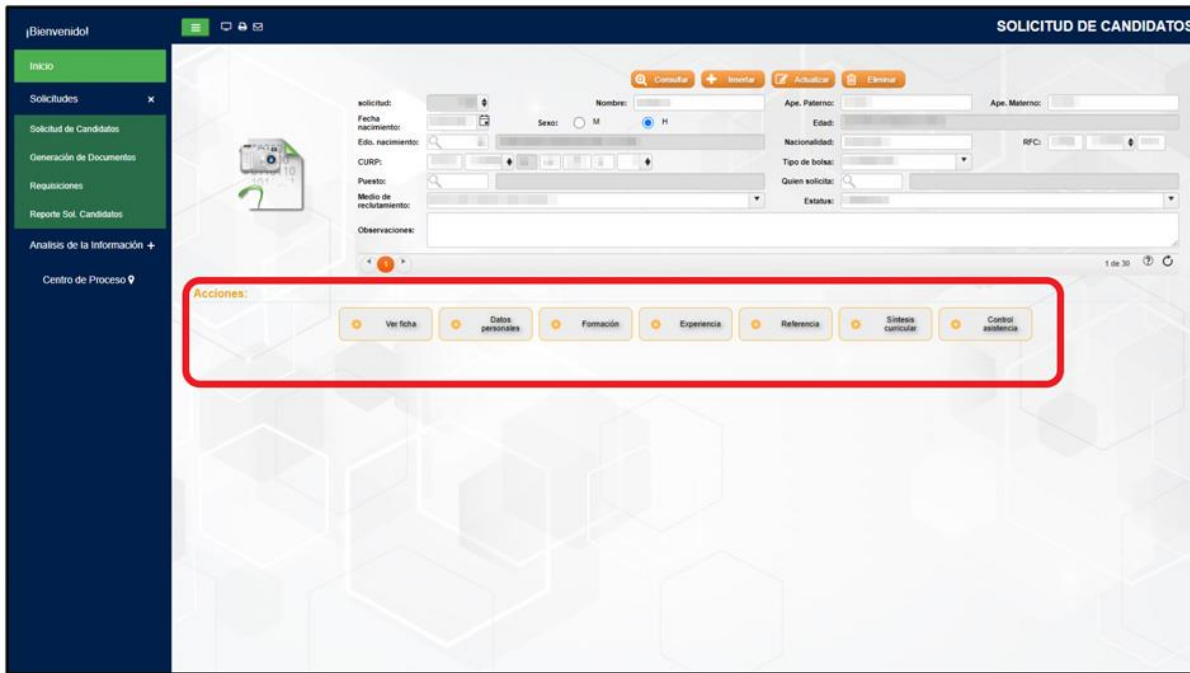 ¡Bienvenido!
SOLICITUD DE CANDIDATOS
Inicio
Solicitudes ×
Solicitud de Candidatos
Generación de Documentos
Requisiciones
Reporte Sol. Candidatos
Analisis de la Información +
Centro de Proceso
Consultar Insertar Actualizar Eliminar
solicitud: Nombre: Ape. Paterno: Ape. Materno:
Fecha nacimiento: Sexo: M H Edad:
Edo. nacimiento: Nacionalidad: RFC:
CURP: Tipo de bolsa:
Puesto: Quien solicita:
Medio de reclutamiento: Estatus:
Observaciones:
1 1 de 30
Acciones:
Ver ficha Datos personales Formación Experiencia Referencia Síntesis curricular Control asistencia